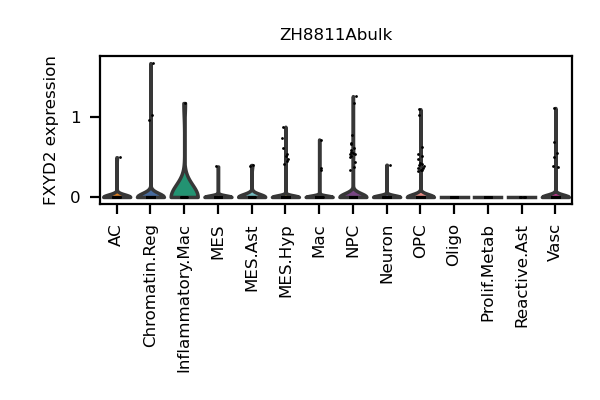 ZH8811Abulk
FXYD2 expression
1
0
AC
Chromatin.Reg
Inflammatory.Mac
MES
MES.Ast
MES.Hyp
Mac
NPC
Neuron
OPC
Oligo
Prolif.Metab
Reactive.Ast
Vasc